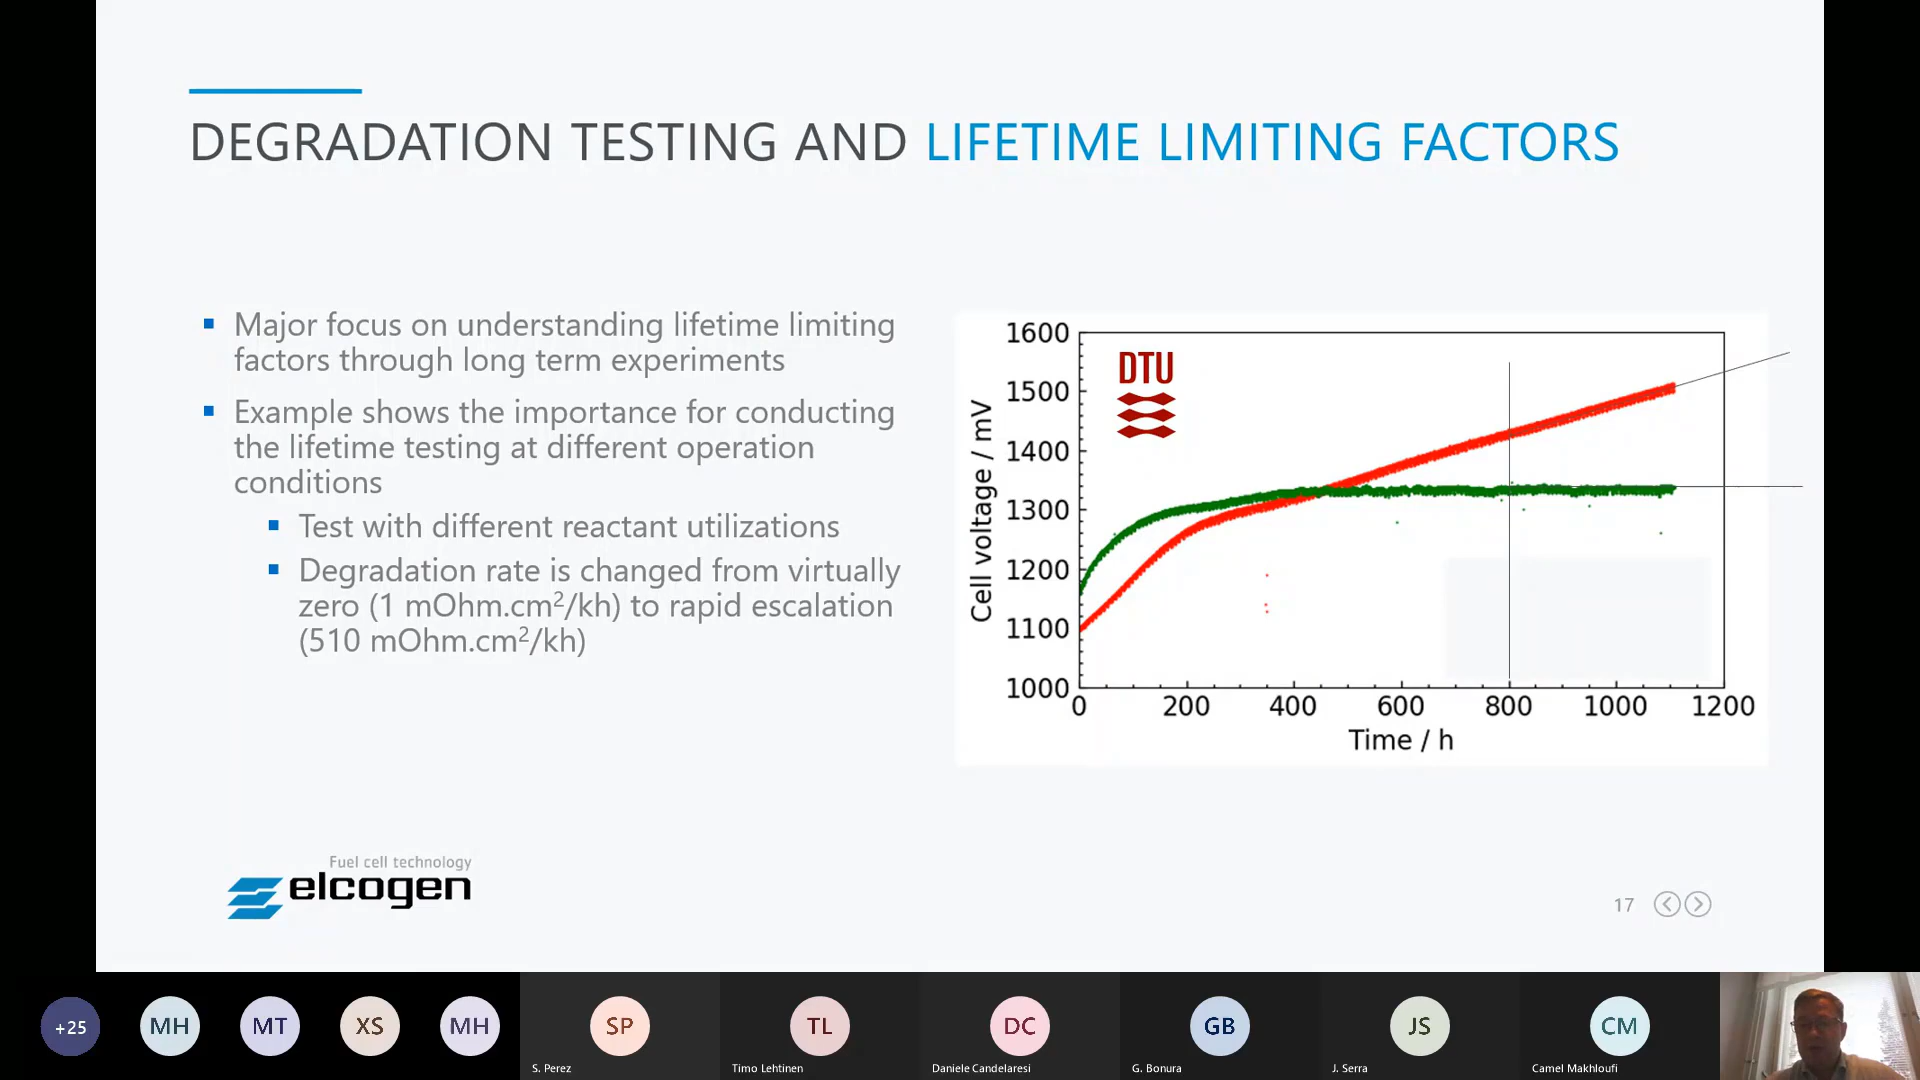 DEGRADATION TESTING AND LIFETIME LIMITING FACTORS
Major focus on understanding lifetime limiting
factors through long term experiments
Example shows the importance for conducting
the lifetime testing at different operation
conditions
Test with different reactant utilizations
Degradation rate is changed from virtually
zero (1 mOhm.cm²/kh) to rapid escalation
(510 mOhm.cm²/kh)
DTU
Cell voltage / mV
1600
1500
1400
1300
1200
1100
1000
0 200 400 600 800 1000 1200
Time / h
Fuel cell technology
elcogen
17
+25 MH MT XS MH SP TL DC GB JS CM
S. Perez Timo Lehtinen Daniele Candelaresi G. Bonura J. Serra Camel Makhloufi